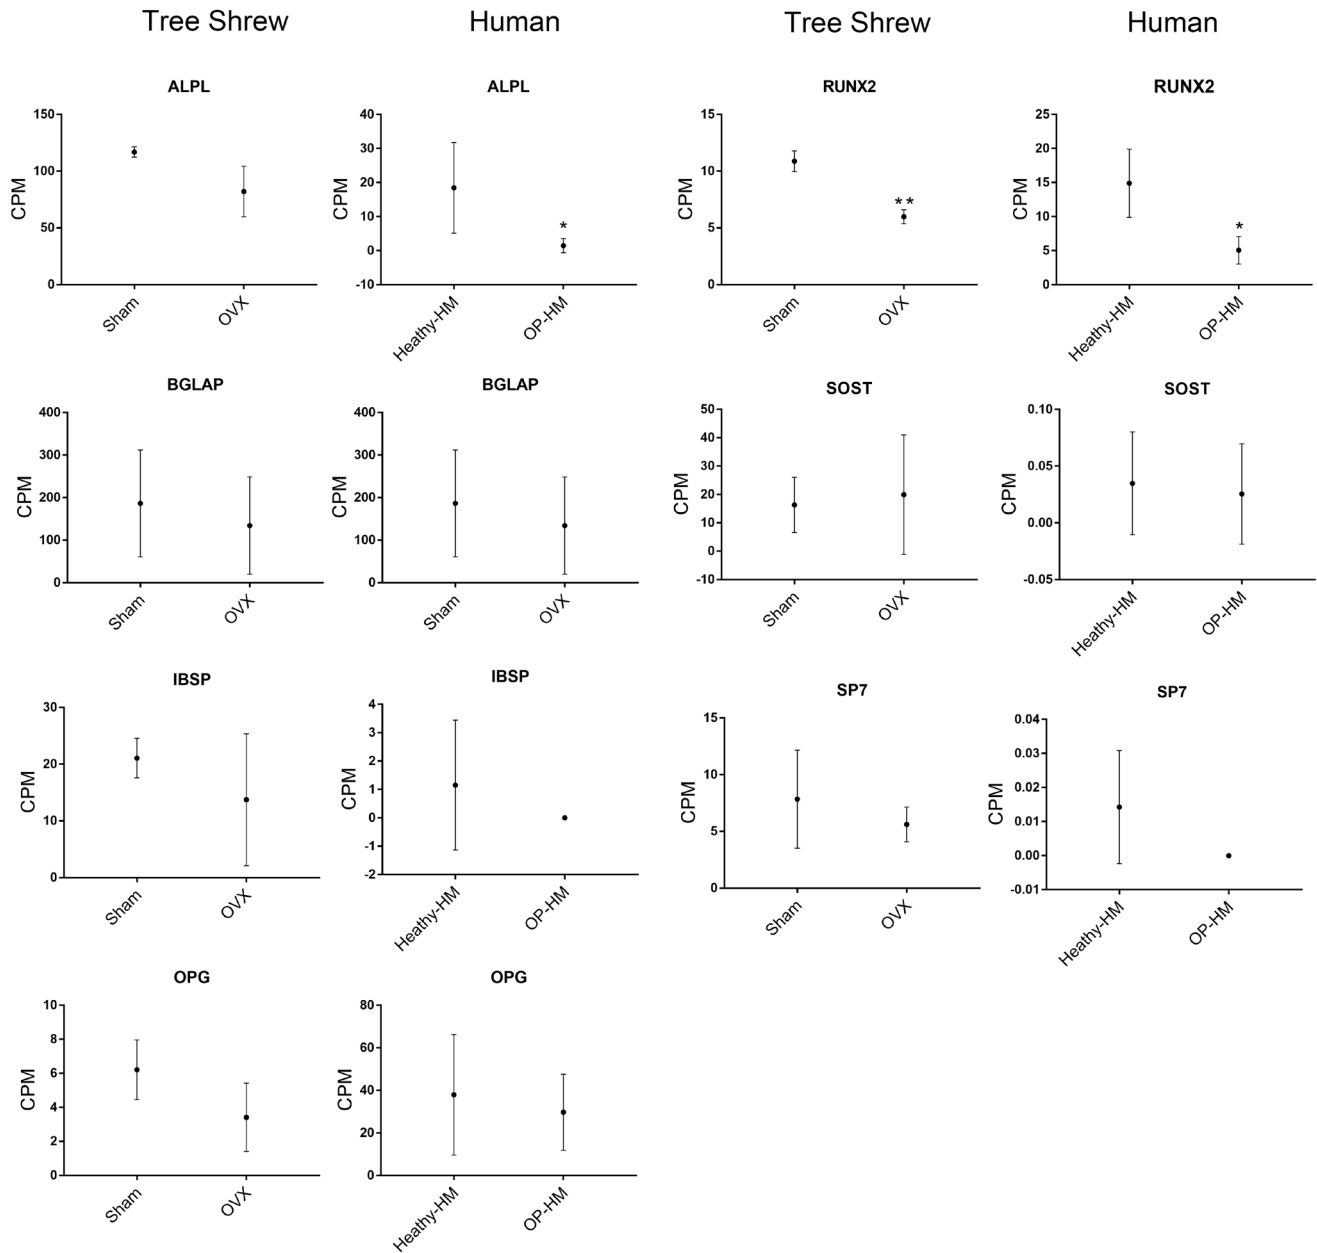 Tree Shrew Human Tree Shrew Human
ALPL
CPM
150
100
50
0
Sham OVX
ALPL
CPM
40
30
20
10
0
-10
*
Heathy-HM OP-HM
RUNX2
CPM
15
10
5
0
**
Sham OVX
RUNX2
CPM
25
20
15
10
5
0
*
Heathy-HM OP-HM
BGLAP
CPM
400
300
200
100
0
Sham OVX
BGLAP
CPM
400
300
200
100
0
Sham OVX
SOST
CPM
50
40
30
20
10
0
-10
Sham OVX
SOST
CPM
0.10
0.05
0.00
-0.05
Heathy-HM OP-HM
IBSP
CPM
30
20
10
0
Sham OVX
IBSP
CPM
4
3
2
1
0
-1
-2
Heathy-HM OP-HM
SP7
CPM
15
10
5
0
Sham OVX
SP7
CPM
0.04
0.03
0.02
0.01
0.00
-0.01
Heathy-HM OP-HM
OPG
CPM
10
8
6
4
2
0
Sham OVX
OPG
CPM
80
60
40
20
0
Heathy-HM OP-HM